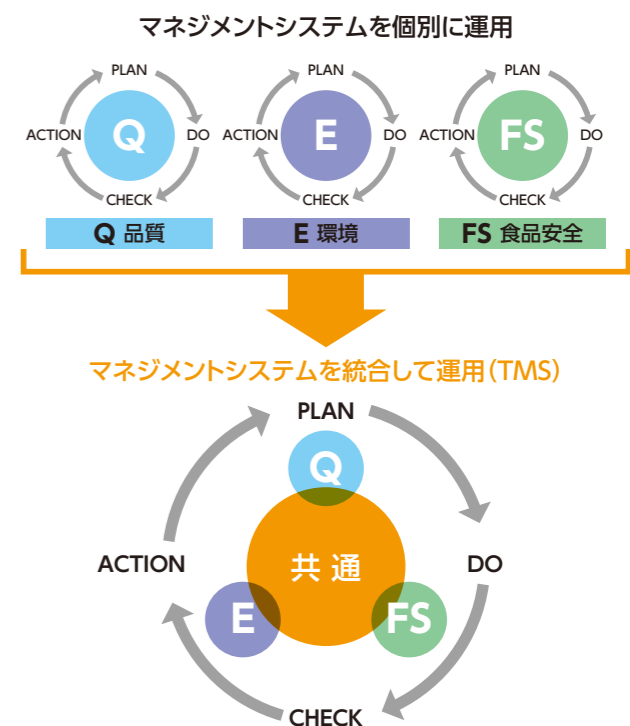 マネジメントシステムを個別に運用
PLAN PLAN PLAN
ACTION Q DO ACTION E DO ACTION FS DO
CHECK CHECK CHECK
Q 品質 E 環境 FS 食品安全
マネジメントシステムを統合して運用(TMS)
PLAN
Q
ACTION 共通 DO
E FS
CHECK